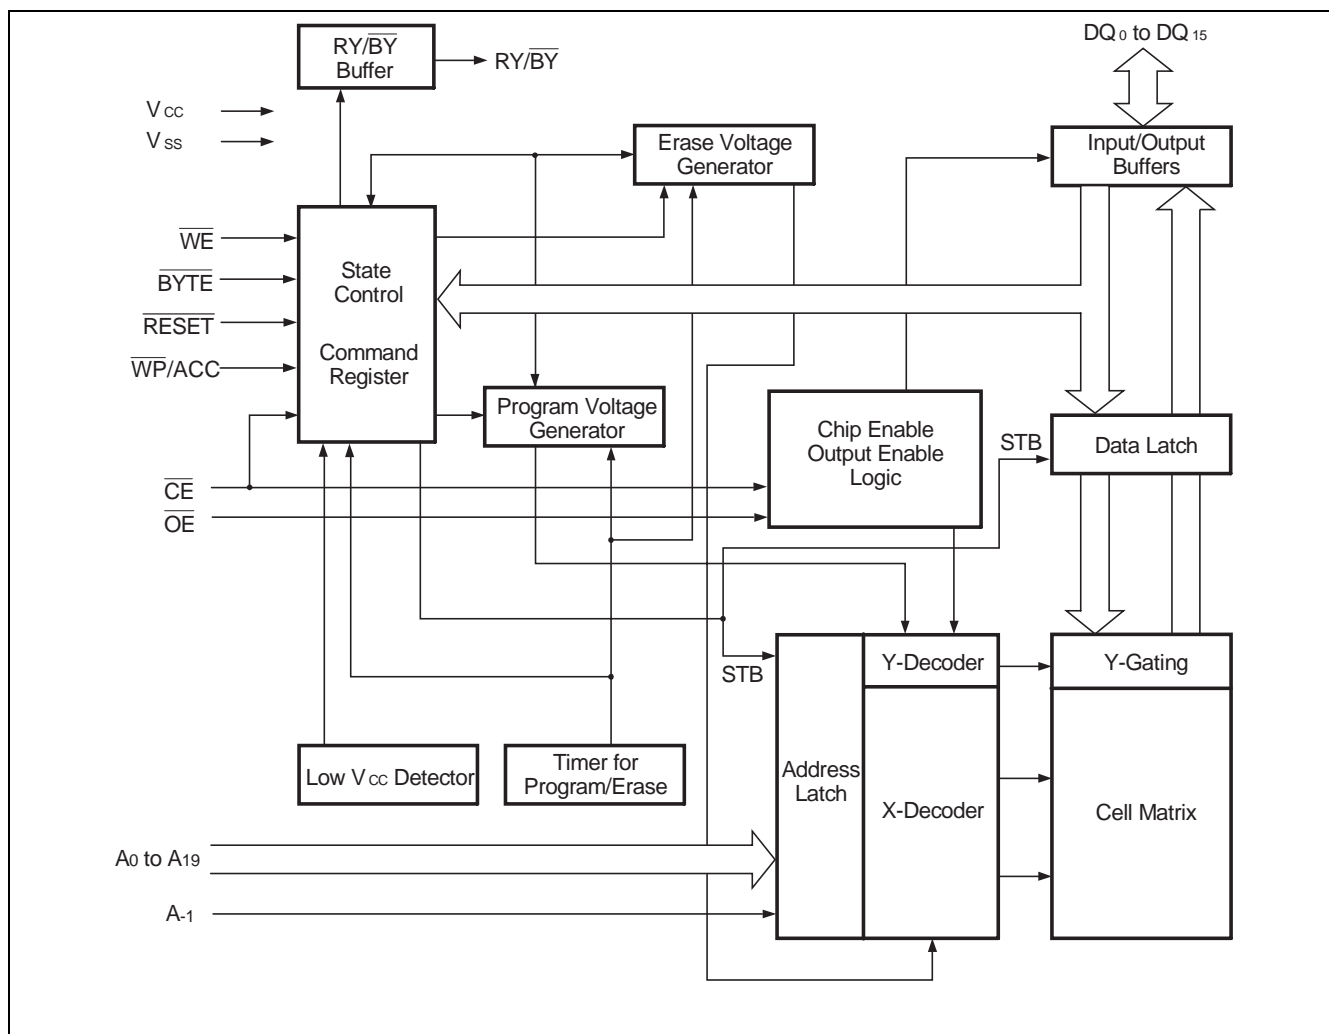 RY/BY
Buffer
RY/BY
DQ0 to DQ15
VCC
VSS
Erase Voltage
Generator
Input/Output
Buffers
WE
BYTE
RESET
WP/ACC
State
Control
Command
Register
Program Voltage
Generator
Chip Enable
Output Enable
Logic
STB
Data Latch
CE
OE
STB
Y-Decoder
Y-Gating
Low VCC Detector
Timer for
Program/Erase
Address
Latch
X-Decoder
Cell Matrix
A0 to A19
A-1